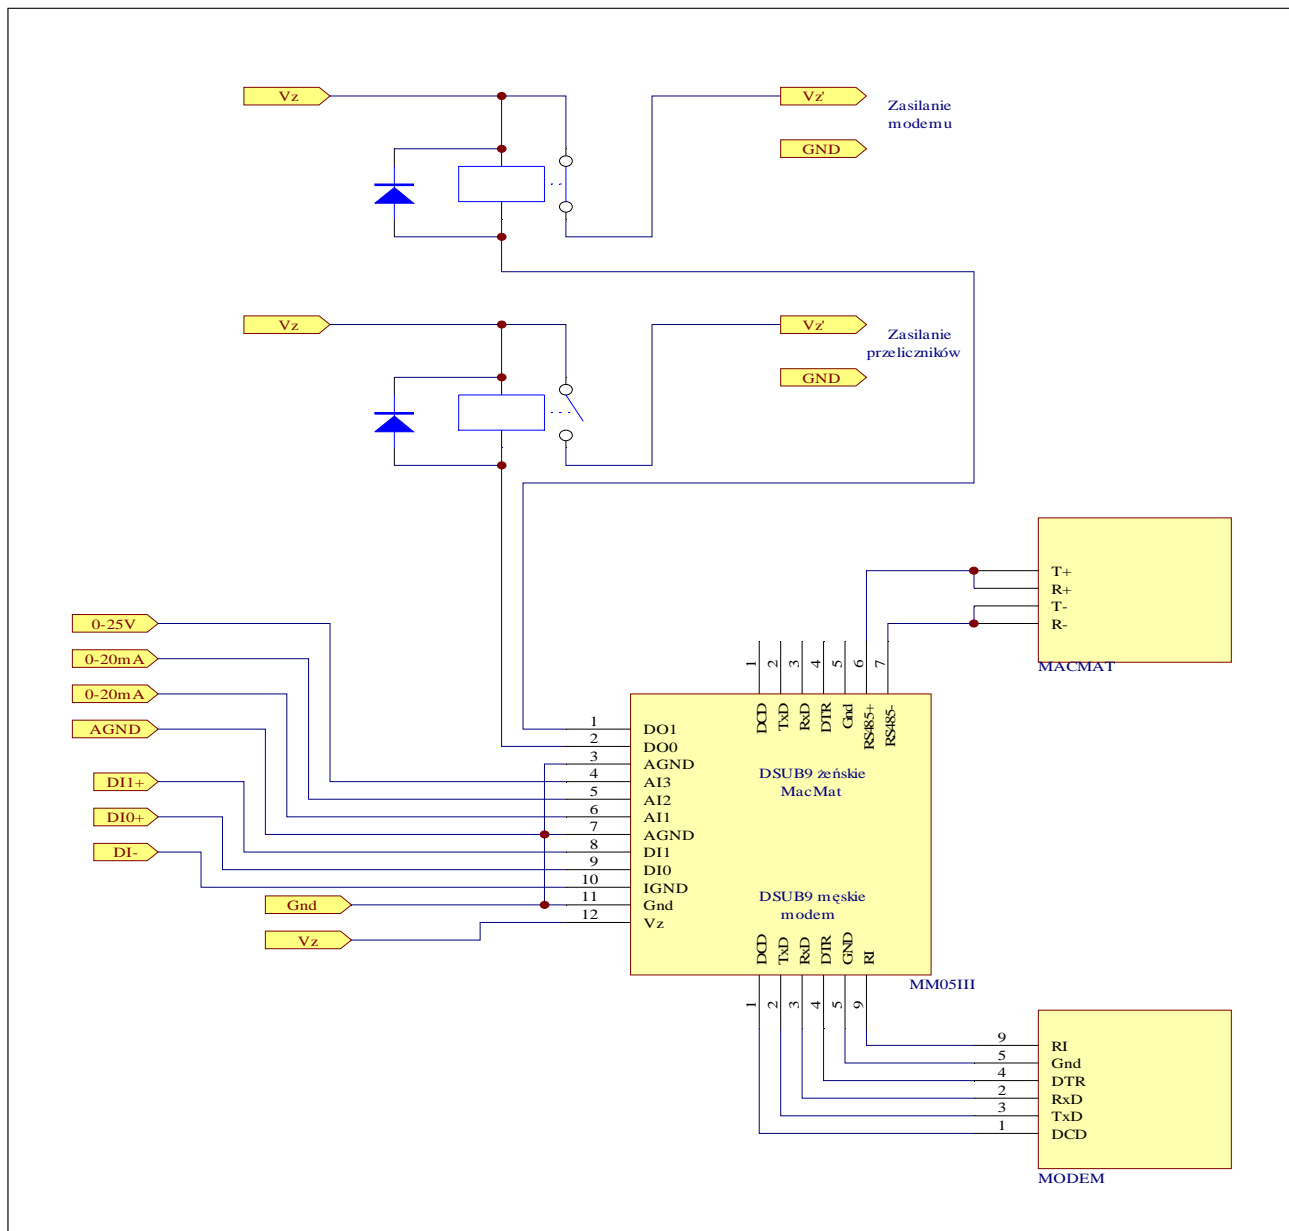 Vz
Vz'
Zasilanie
modemu
GND
Vz
Vz'
Zasilanie
przeliczników
GND
T+
R+
T-
R-
MACMAT
0-25V
0-20mA
0-20mA
AGND
DI1+
DI0+
DI-
Gnd
Vz
1 2 3 4 5 6 7
DCD TxD RxD DTR Gnd RS485+ RS485-
1 DO1
2 DO0
3 AGND
4 AI3
5 AI2
6 AI1
7 AGND
8 DI1
9 DI0
10 IGND
11 Gnd
12 Vz
DSUB9 żeńskie
MacMat
DSUB9 męskie
modem
DCD TxD RxD DTR GND RI
1 2 3 4 5 9
MM05III
9 RI
5 Gnd
4 DTR
2 RxD
3 TxD
1 DCD
MODEM